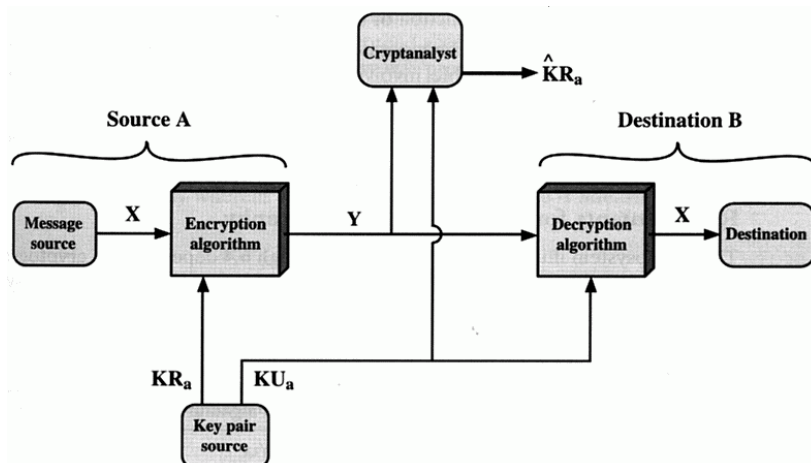 Cryptanalyst
K̂Rₐ
Source A
Destination B
Message
source
X
Encryption
algorithm
Y
Decryption
algorithm
X
Destination
KRₐ
KUₐ
Key pair
source